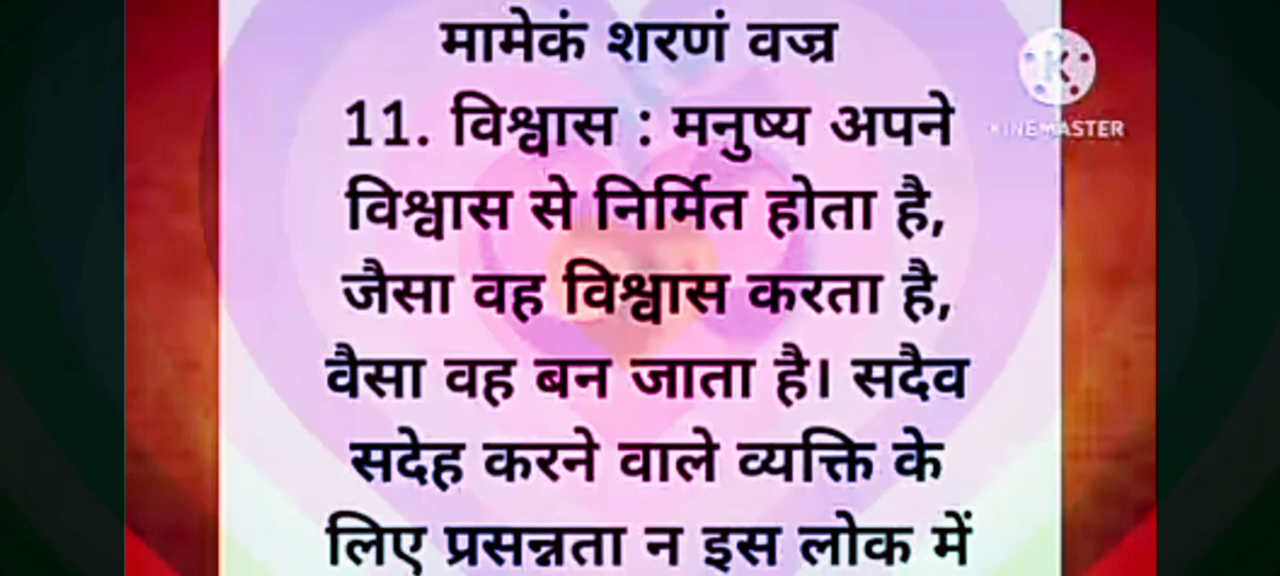 मामेकं शरणं वज्र
11. विश्वास : मनुष्य अपने
विश्वास से निर्मित होता है,
जैसा वह विश्वास करता है,
वैसा वह बन जाता है। सदैव
सदेह करने वाले व्यक्ति के
लिए प्रसन्नता न इस लोक में
KINEMASTER